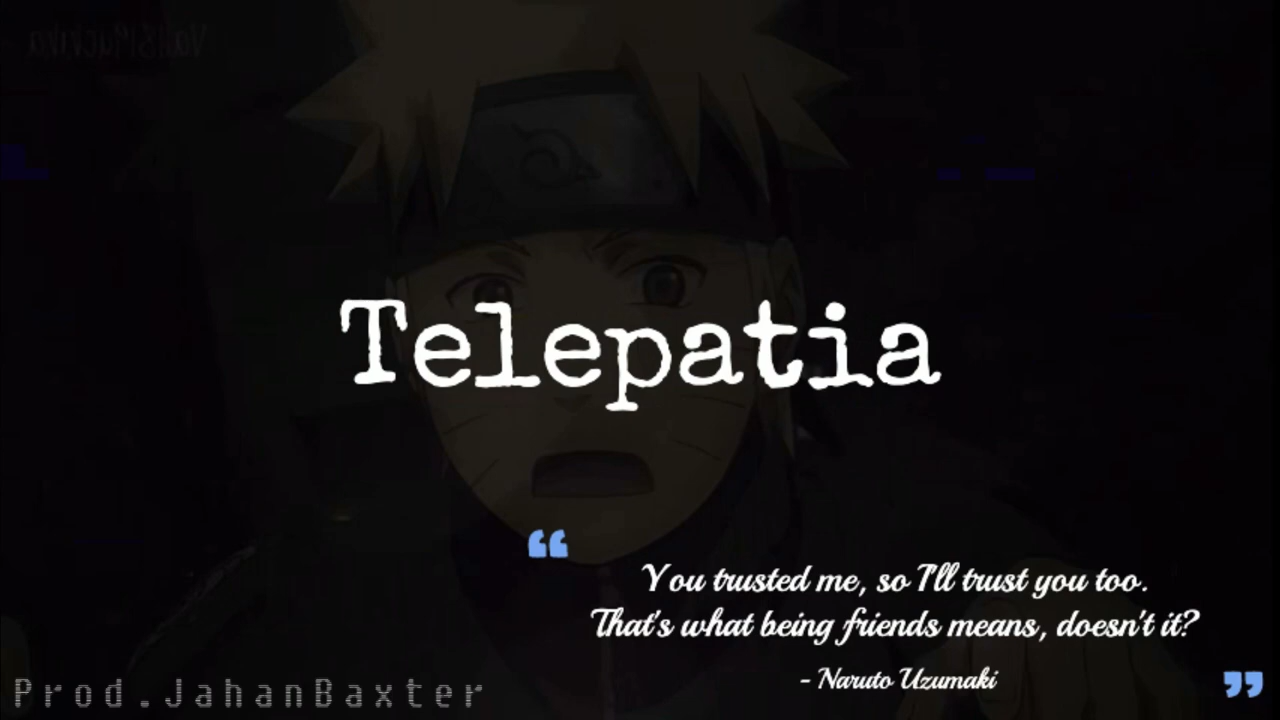 Telepatia
“
You trusted me, so I'll trust you too.
That's what being friends means, doesn't it?
- Naruto Uzumaki
”
Prod.JahanBaxter